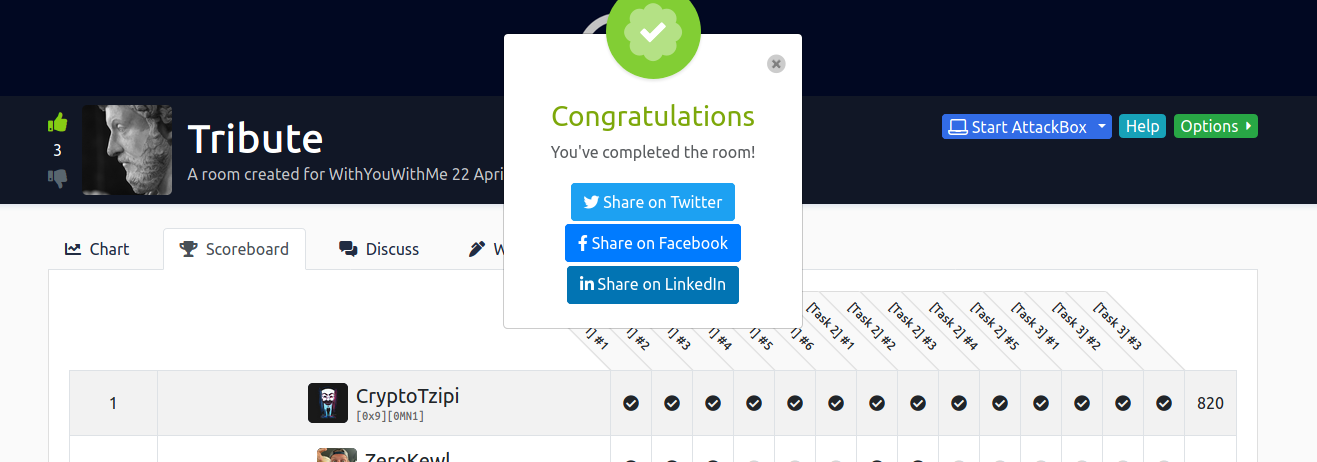 Congratulations
You've completed the room!
Share on Twitter
Share on Facebook
Share on LinkedIn
3
Tribute
A room created for WithYouWithMe 22 Apri
Start AttackBox
Help
Options
Chart
Scoreboard
Discuss
W
] #1
] #2
] #3
] #4
] #5
] #6
[Task 2] #1
[Task 2] #2
[Task 2] #3
[Task 2] #4
[Task 2] #5
[Task 3] #1
[Task 3] #2
[Task 3] #3
1
CryptoTzipi
[0x9][0MN1]
820
ZeroKewl